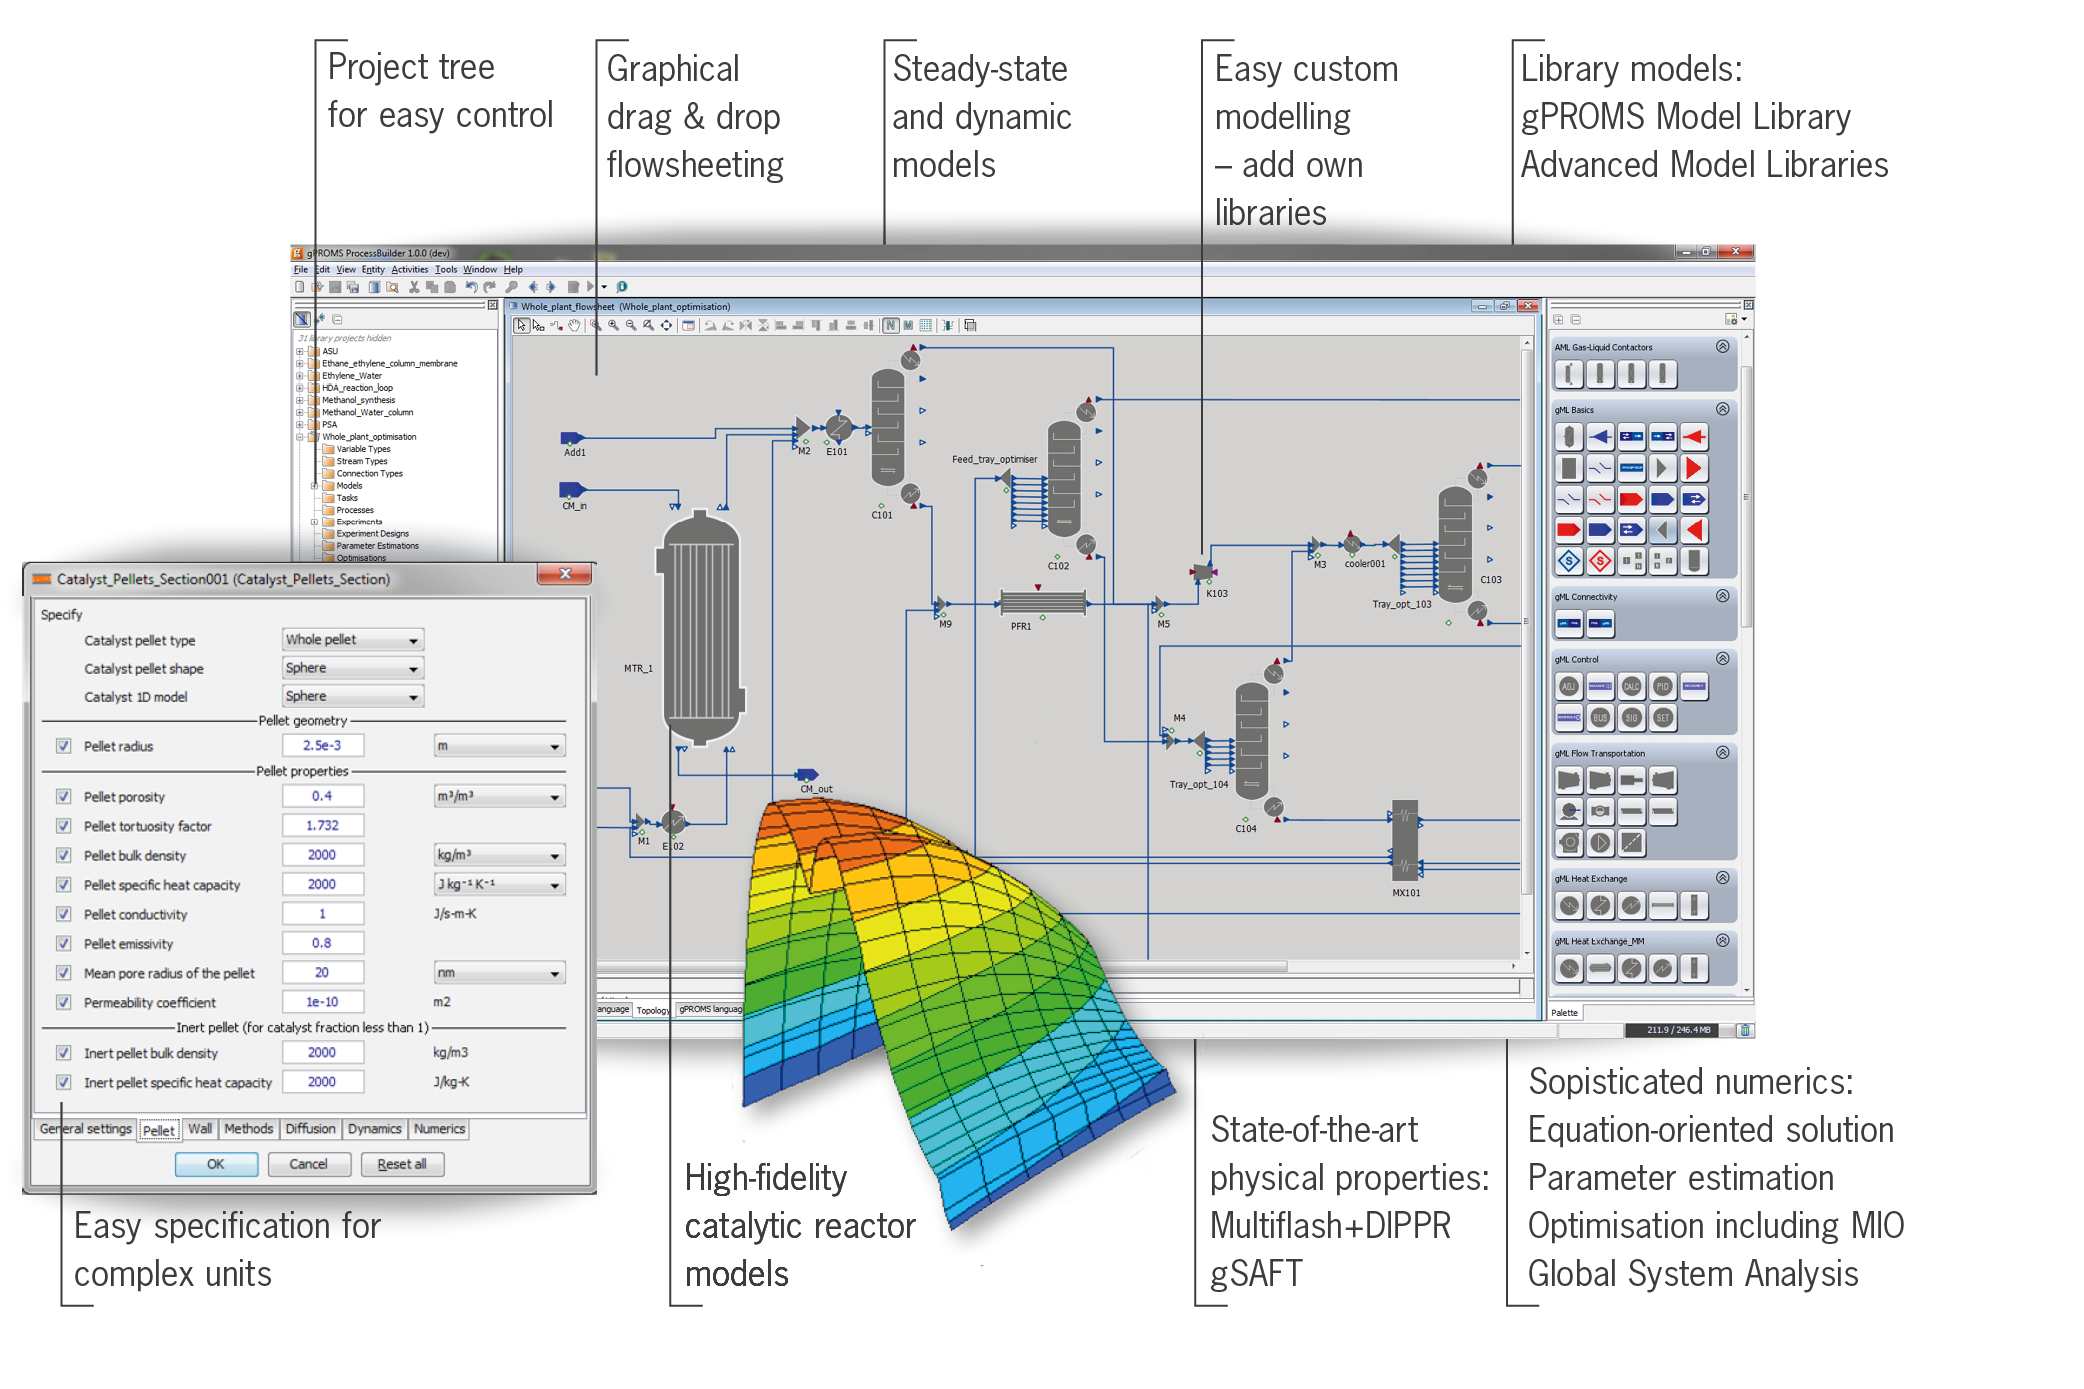 Project tree
for easy control
Graphical
drag & drop
flowsheeting
Steady-state
and dynamic
models
Easy custom
modelling
– add own
libraries
Library models:
gPROMS Model Library
Advanced Model Libraries
gPROMS ProcessBuilder 1.0.0 (dev)
File Edit View Entity Activities Tools Window Help
Whole_plant_flowsheet (Whole_plant_optimisation)
31 library projects hidden
ASU
Ethane_ethylene_column_membrane
Ethylene_Water
HDA_reaction_loop
Methanol_synthesis
Methanol_Water_column
PSA
Whole_plant_optimisation
Variable Types
Stream Types
Connection Types
Models
Tasks
Processes
Experiments
Experiment Designs
Parameter Estimations
Optimisations
Add1
CM_in
M2
E101
C101
Feed_tray_optimiser
C102
MTR_1
M9
PFR1
M5
K103
M3
cooler001
Tray_opt_103
C103
M4
Tray_opt_104
C104
MX101
CM_out
M1
E102
AML Gas-Liquid Contactors
gML Basics
gML Connectivity
gML Control
ADJ
CALC
PID
BUS
SIG
SET
gML Flow Transportation
gML Heat Exchange
gML Heat Exchange_MM
Palette
211.9 / 246.4 MB
anguage Topology gPROMS languag
Catalyst_Pellets_Section001 (Catalyst_Pellets_Section)
Specify
Catalyst pellet type Whole pellet
Catalyst pellet shape Sphere
Catalyst 1D model Sphere
Pellet geometry
Pellet radius 2.5e-3 m
Pellet properties
Pellet porosity 0.4 m³/m³
Pellet tortuosity factor 1.732
Pellet bulk density 2000 kg/m³
Pellet specific heat capacity 2000 J kg⁻¹ K⁻¹
Pellet conductivity 1 J/s-m-K
Pellet emissivity 0.8
Mean pore radius of the pellet 20 nm
Permeability coefficient 1e-10 m2
Inert pellet (for catalyst fraction less than 1)
Inert pellet bulk density 2000 kg/m3
Inert pellet specific heat capacity 2000 J/kg-K
General settings Pellet Wall Methods Diffusion Dynamics Numerics
OK Cancel Reset all
Easy specification for
complex units
High-fidelity
catalytic reactor
models
State-of-the-art
physical properties:
Multiflash+DIPPR
gSAFT
Sopisticated numerics:
Equation-oriented solution
Parameter estimation
Optimisation including MIO
Global System Analysis